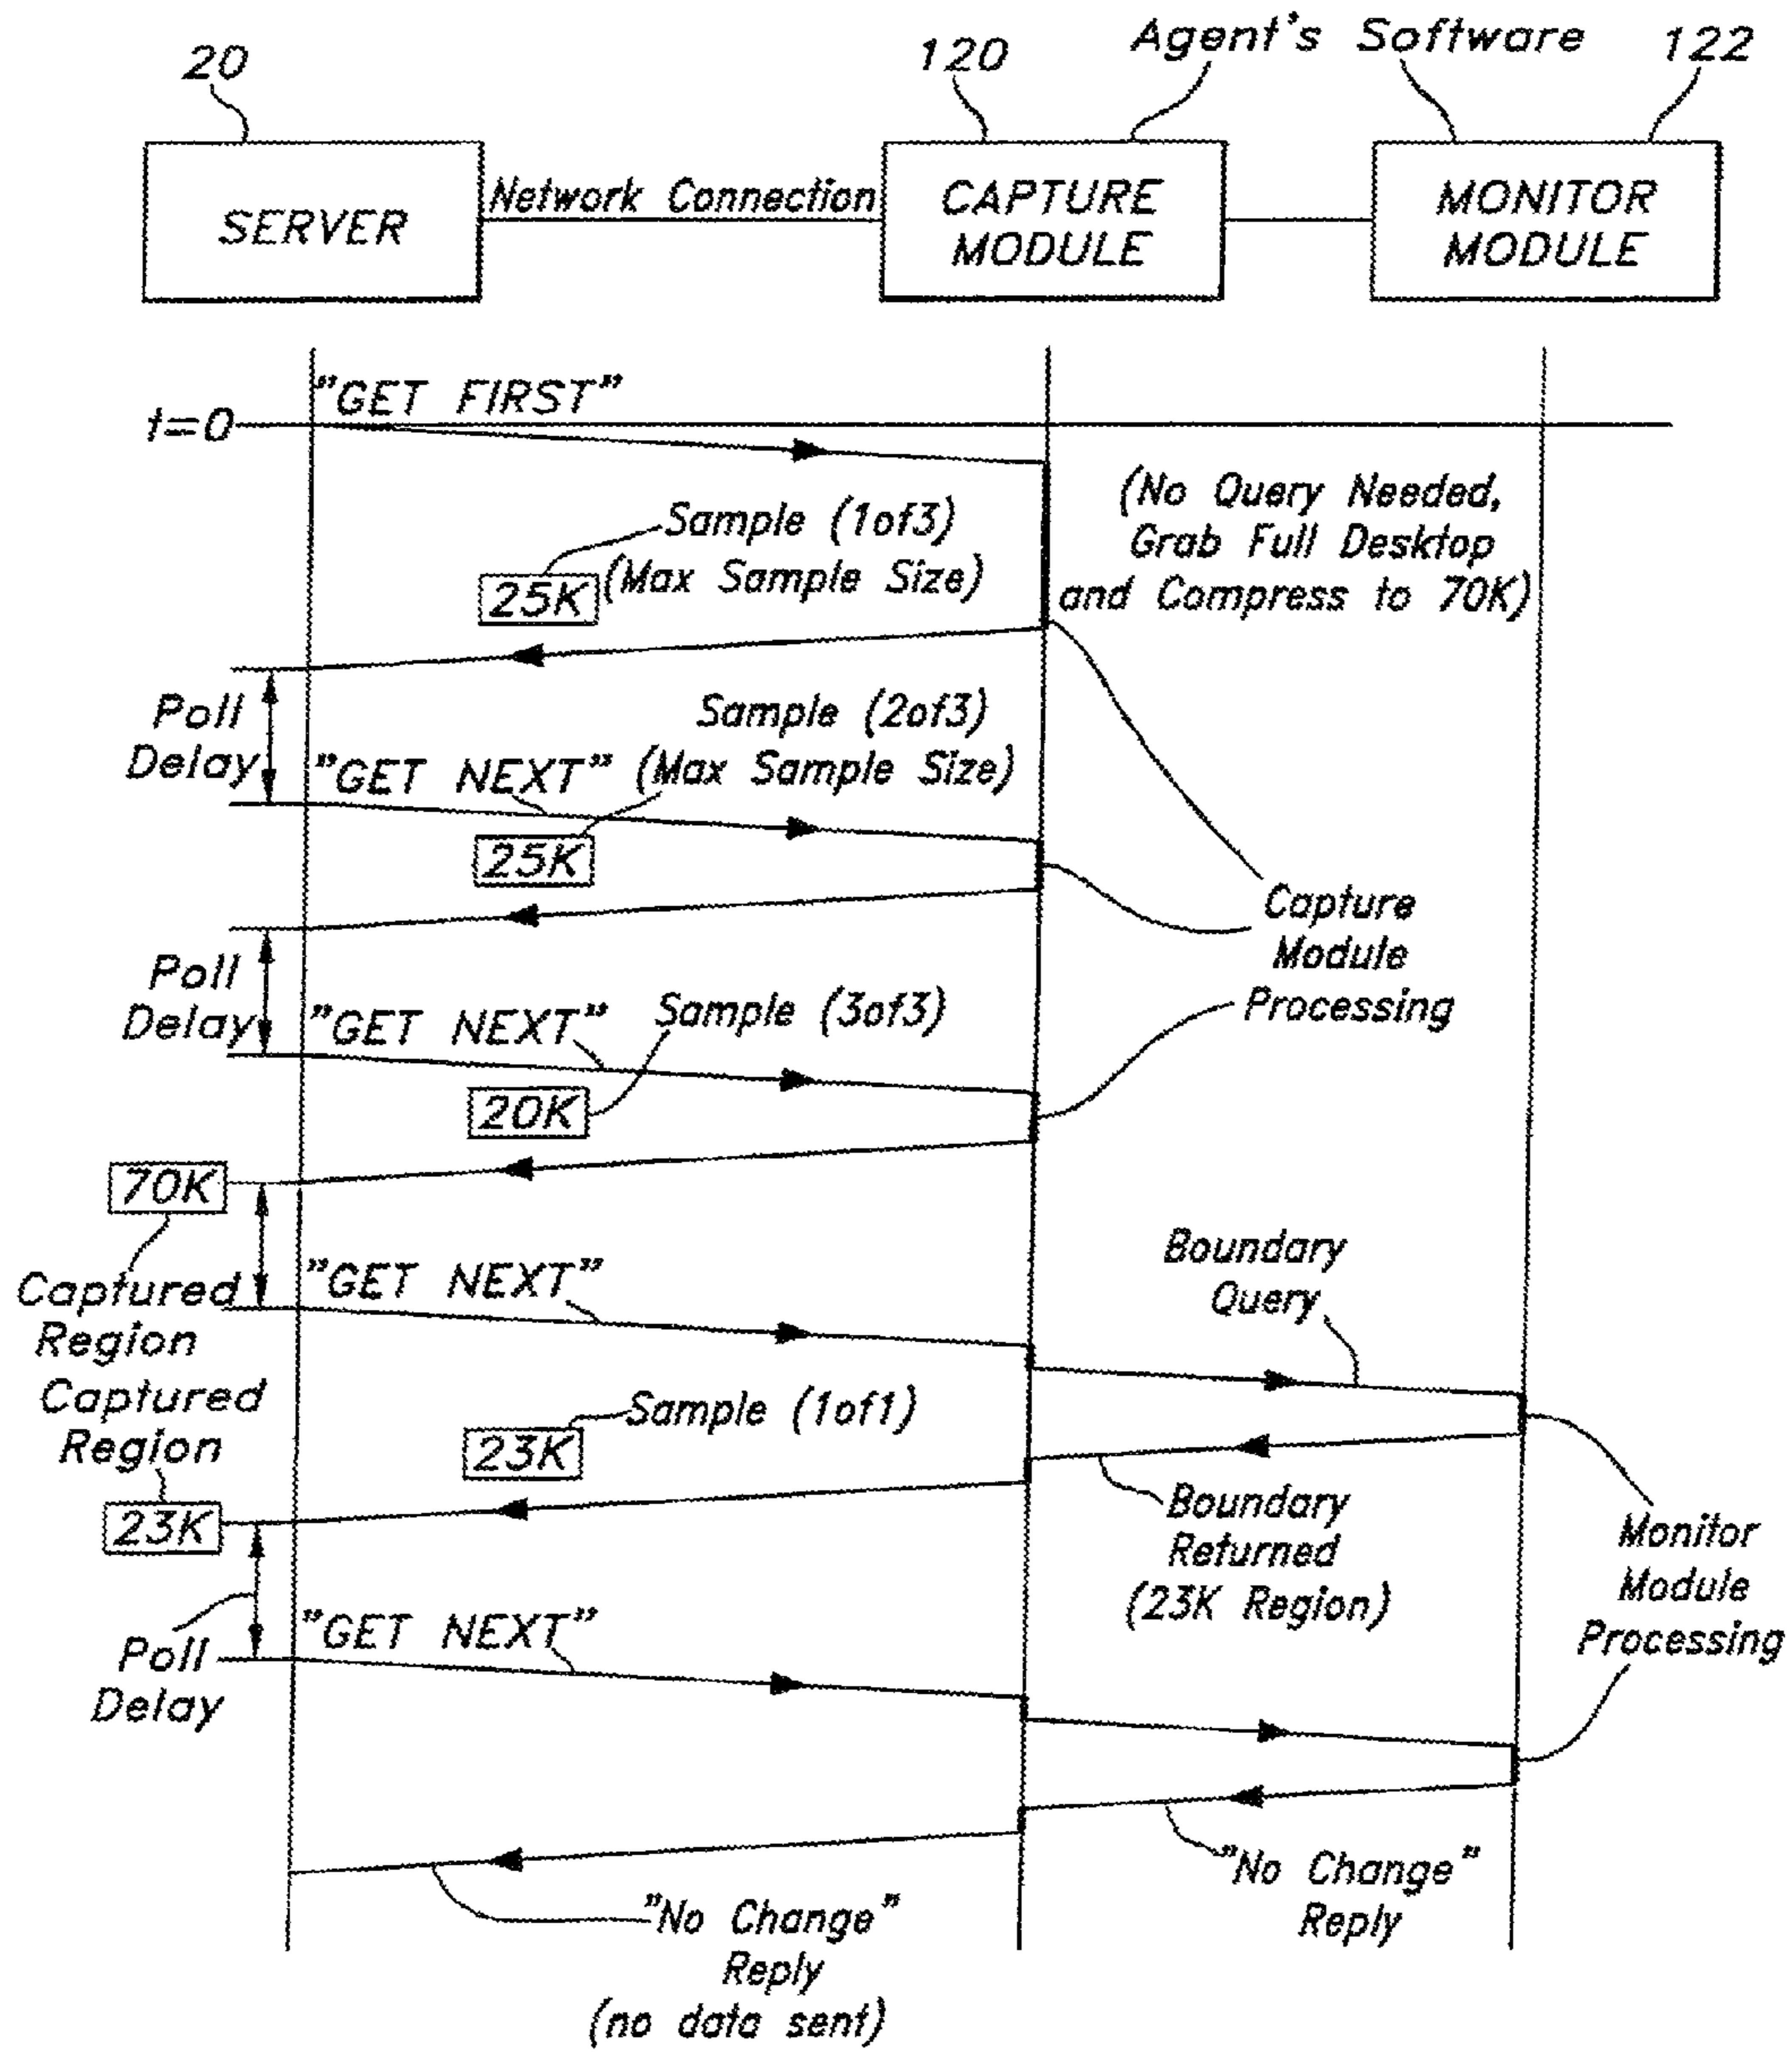 20
120
Agent's Software
122
SERVER
Network Connection
CAPTURE
MODULE
MONITOR
MODULE
"GET FIRST"
t=0
(No Query Needed,
Grab Full Desktop
and Compress to 70K)
Sample (1of3)
(Max Sample Size)
25K
Poll
Delay
Sample (2of3)
(Max Sample Size)
"GET NEXT"
25K
Capture
Module
Processing
Poll
Delay
"GET NEXT"
Sample (3of3)
20K
70K
Captured
Region
"GET NEXT"
Boundary
Query
Captured
Region
Sample (1of1)
23K
23K
Boundary
Returned
(23K Region)
Monitor
Module
Processing
"GET NEXT"
Poll
Delay
"No Change"
Reply
"No Change"
Reply
(no data sent)